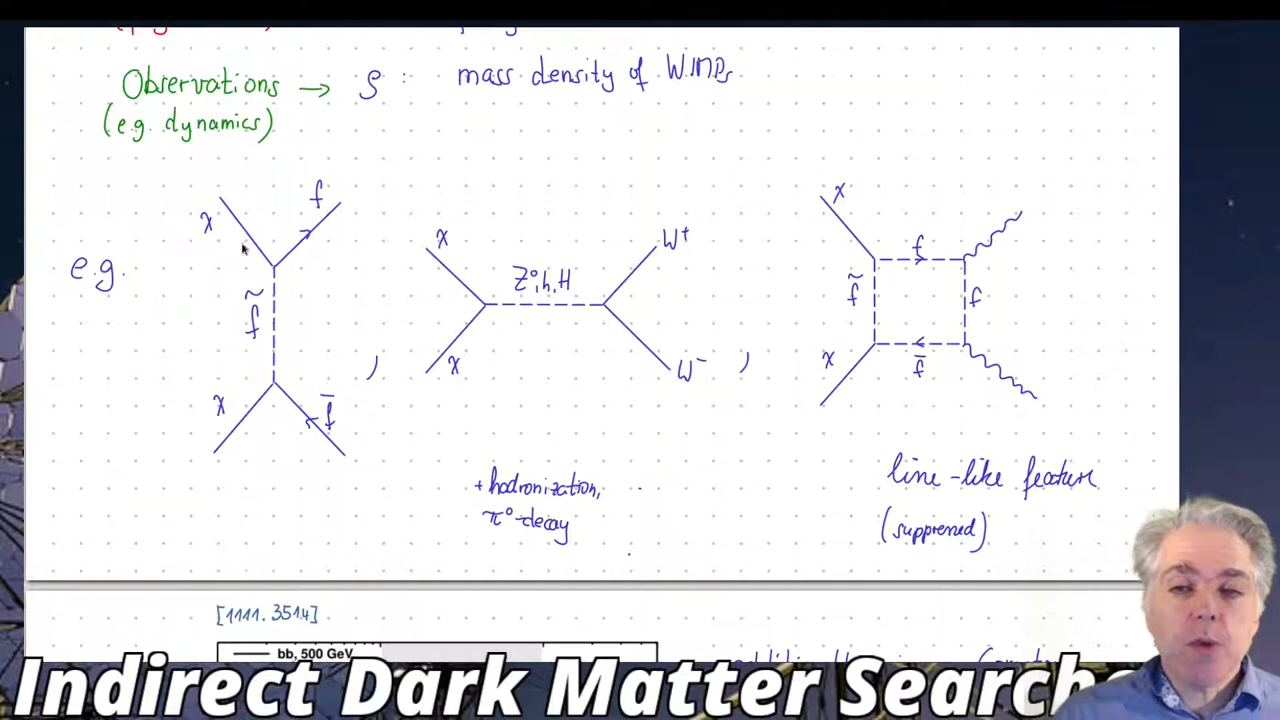 Observations → ρ : mass density of WIMPs
(e.g. dynamics)
e.g.
χ f
f̃
χ f̄
,
χ W⁺
Z⁰,h,H
χ W⁻
,
χ
f
f̃ f
χ f̄
+ hadronization,
π⁰-decay
line-like feature
(suppressed)
[1111.3514]
bb, 500 GeV
Indirect Dark Matter Searche